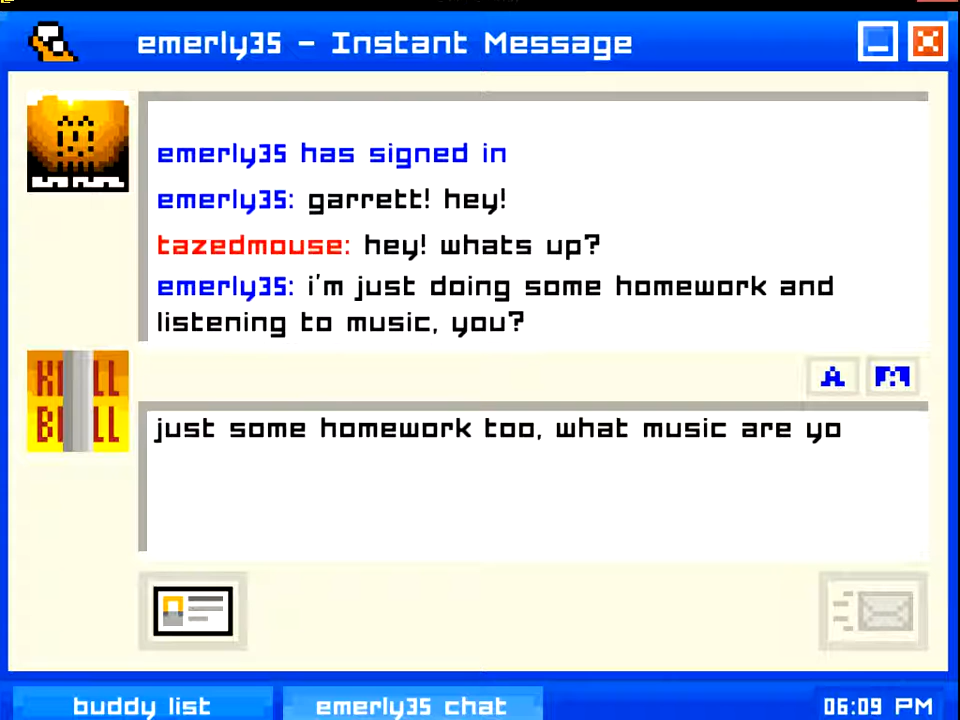 emerly35 - Instant Message
emerly35 has signed in
emerly35: garrett! hey!
tazedmouse: hey! whats up?
emerly35: i'm just doing some homework and
listening to music, you?
KILL
BILL
A
just some homework too, what music are yo
buddy list
emerly35 chat
06:09 PM